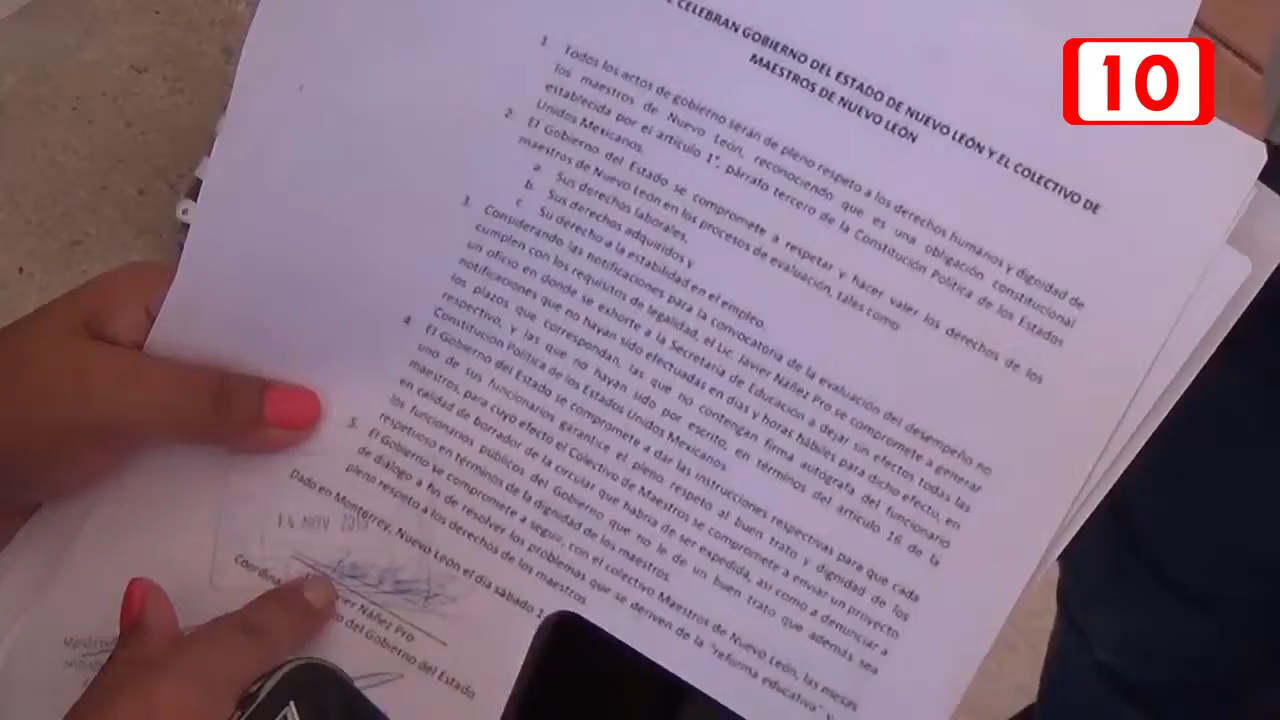 CELEBRAN GOBIERNO DEL ESTADO DE NUEVO LEÓN Y EL COLECTIVO DE
MAESTROS DE NUEVO LEÓN
10
1. Todos los actos de gobierno serán de pleno respeto a los derechos humanos y dignidad de
los maestros de Nuevo León, reconociendo que es una obligación constitucional
establecida por el artículo 1°, párrafo tercero de la Constitución Política de los Estados
Unidos Mexicanos.
2. El Gobierno del Estado se compromete a respetar y hacer valer los derechos de los
maestros de Nuevo León en los procesos de evaluación, tales como
a. Sus derechos laborales,
b. Sus derechos adquiridos y
c. Su derecho a la estabilidad en el empleo.
3. Considerando las notificaciones para la convocatoria de la evaluación del desempeño no
cumplen con los requisitos de legalidad, el Lic. Javier Náñez Pro se compromete a generar
un oficio en donde se exhorte a la Secretaría de Educación a dejar sin efectos todas las
notificaciones que no hayan sido efectuadas en días y horas hábiles para dicho efecto, en
los plazos que correspondan, las que no contengan firma autógrafa del funcionario
respectivo, y las que no hayan sido por escrito, en términos del artículo 16 de la
Constitución Política de los Estados Unidos Mexicanos.
4. El Gobierno del Estado se compromete a dar las instrucciones respectivas para que cada
uno de sus funcionarios garantice el pleno respeto al buen trato y dignidad de los
maestros, para cuyo efecto el Colectivo de Maestros se compromete a enviar un proyecto
en calidad de borrador de la circular que habría de ser expedida, así como a denunciar a
los funcionarios públicos del Gobierno que no le de un buen trato que además sea
respetuoso en términos de la dignidad de los maestros.
5. El Gobierno se compromete a seguir, con el colectivo Maestros de Nuevo León, las mesas
de dialogo a fin de resolver los problemas que se deriven de la "reforma educativa" y
pleno respeto a los derechos de los maestros.
Dado en Monterrey, Nuevo León el día sábado 1
14 NOV
Náñez Pro
del Gobierno del Estado